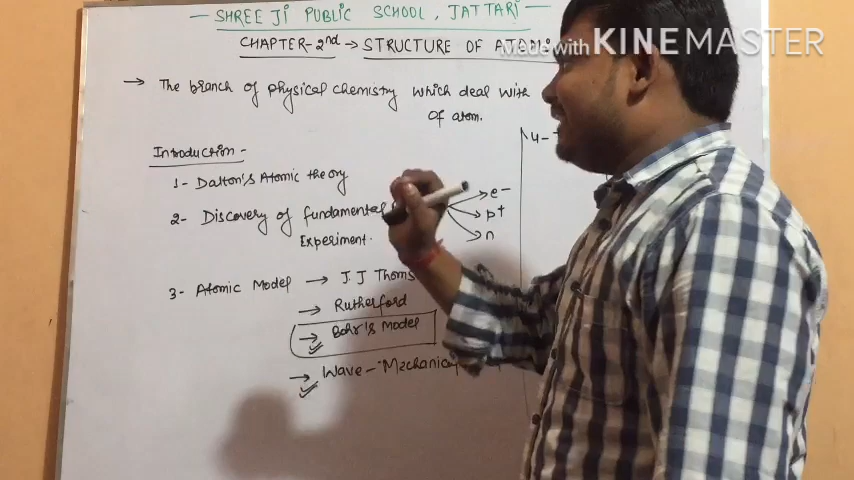 — SHREE JI PUBLIC SCHOOL, JATTARI —
CHAPTER-2nd → STRUCTURE OF ATOM
Made with KINEMASTER
→ The branch of physical chemistry which deal with
of atom.
Introduction -
1- Dalton's Atomic theory
2- Discovery of fundamental
Experiment.
e-
p+
n
3- Atomic Model → J.J Thoms
→ Rutherford
→ Bohr's Model
→ Wave - Mechanical
4-